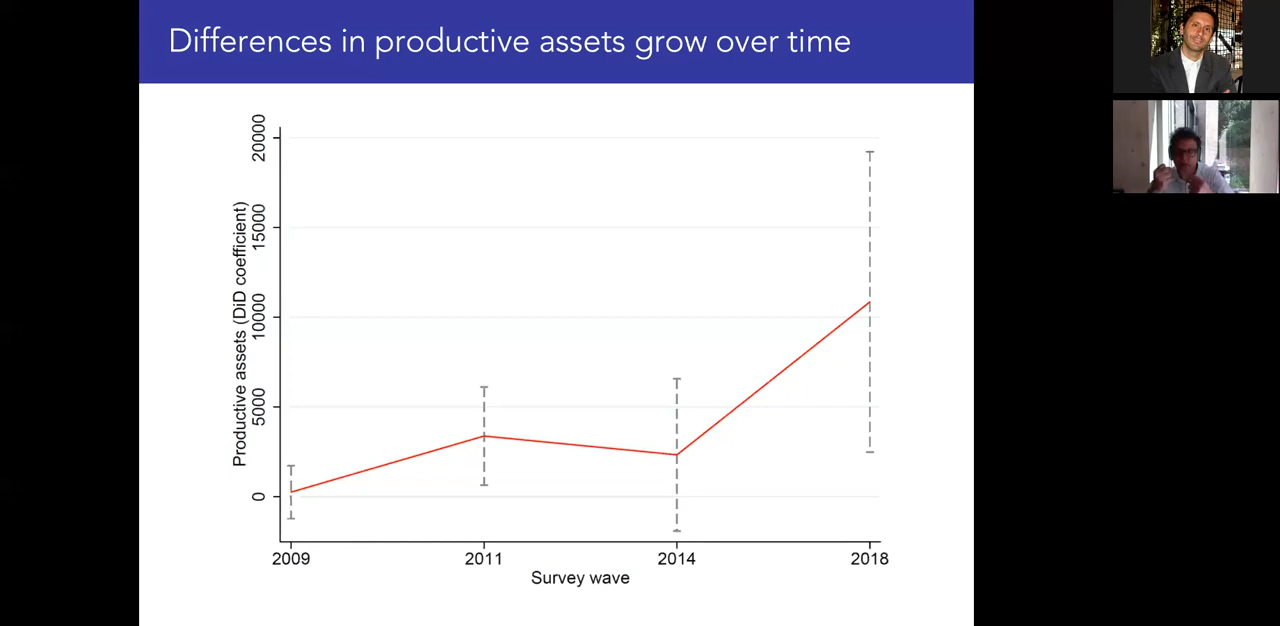 Differences in productive assets grow over time
Productive assets (DiD coefficient)
20000
15000
10000
5000
0
2009 2011 2014 2018
Survey wave